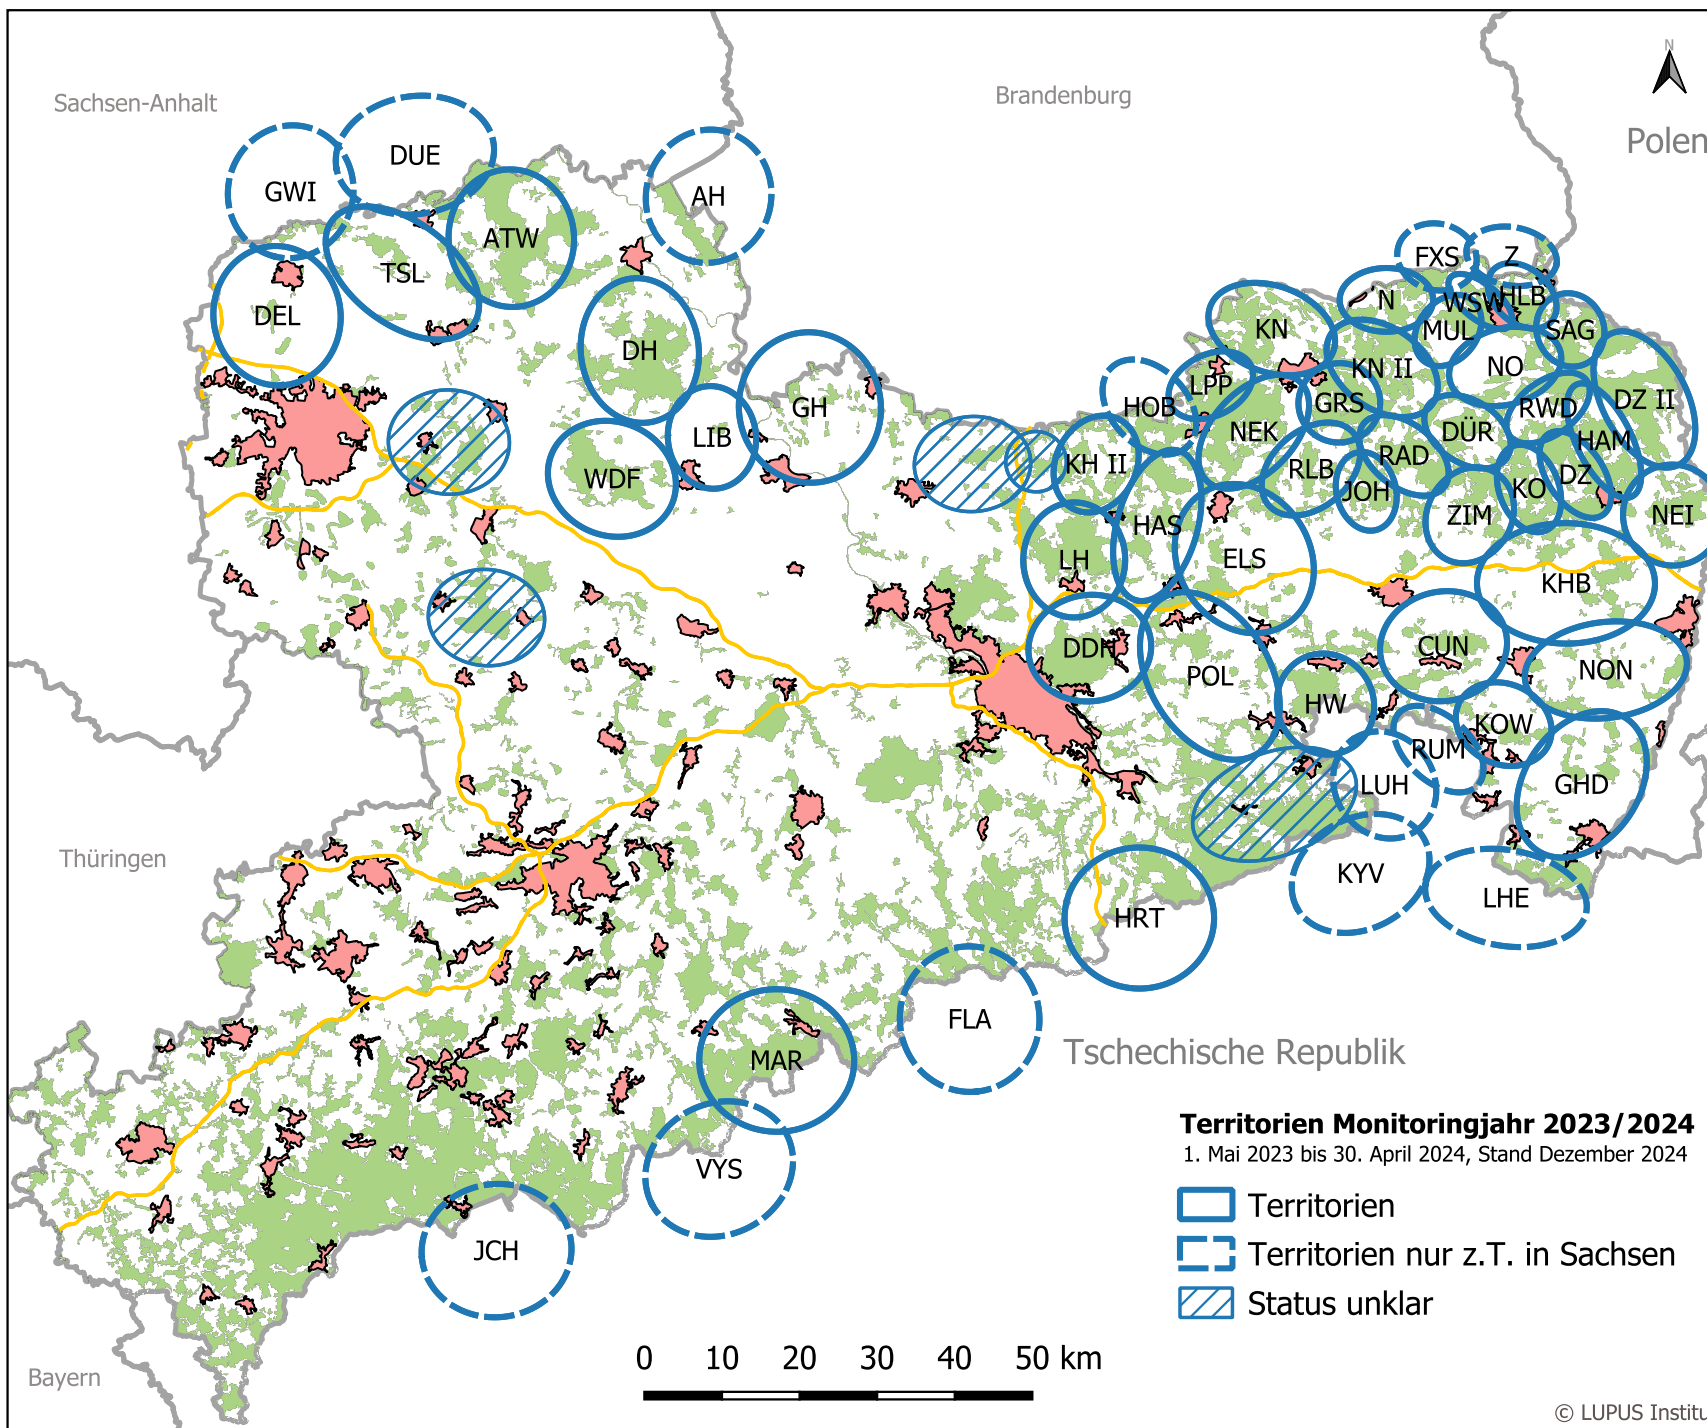 N
Sachsen-Anhalt
Brandenburg
Polen
DUE
GWI
AH
ATW
TSL
DEL
FXS
Z
N
WSW
HLB
KN
MUL
SAG
DH
KN II
NO
LPP
GRS
DZ II
GH
HOB
RWD
LIB
NEK
DÜR
HAM
KH II
RLB
RAD
DZ
WDF
JOH
KO
HAS
ZIM
NEI
LH
ELS
KHB
DDH
CUN
NON
POL
HW
KOW
RUM
LUH
GHD
Thüringen
KYV
LHE
HRT
FLA
Tschechische Republik
MAR
VYS
JCH
Territorien Monitoringjahr 2023/2024
1. Mai 2023 bis 30. April 2024, Stand Dezember 2024
Territorien
Territorien nur z.T. in Sachsen
Status unklar
0 10 20 30 40 50 km
Bayern
© LUPUS Institu